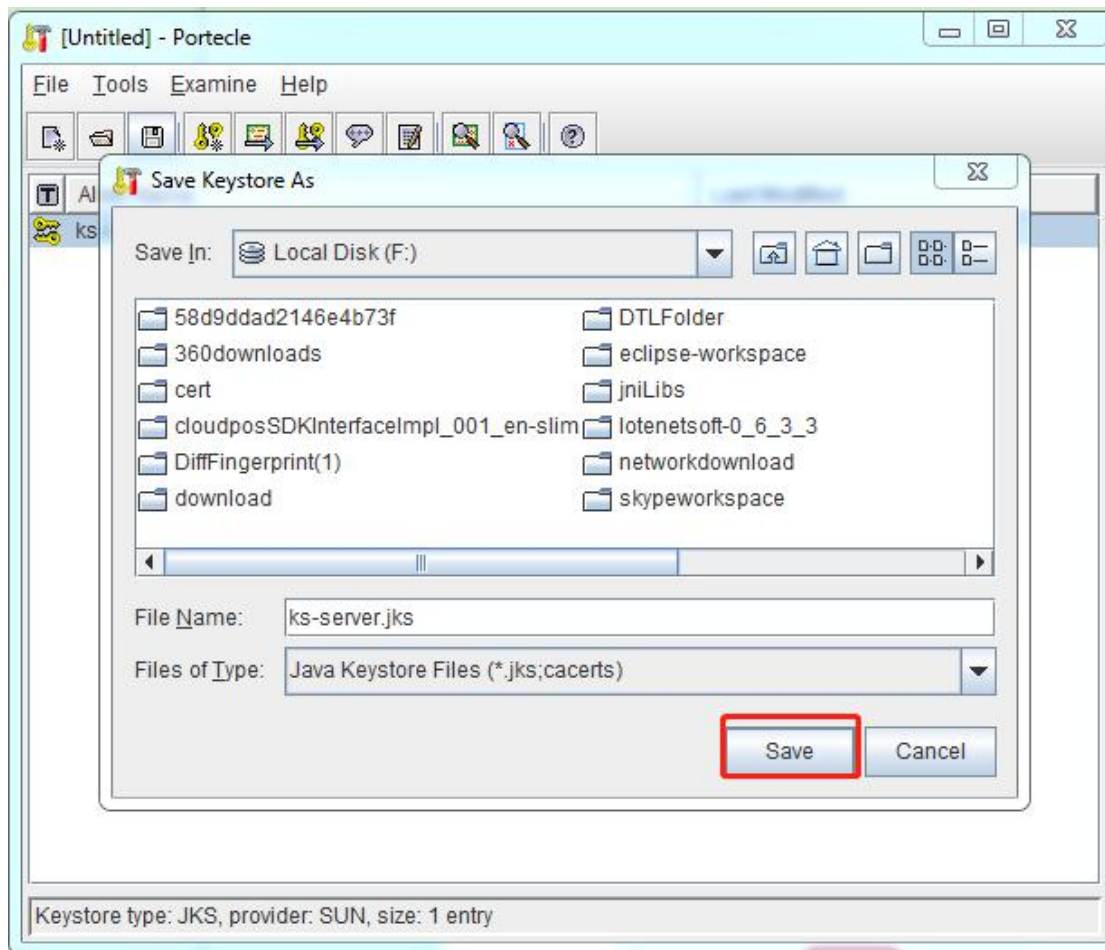 [Untitled] - Portecle
File Tools Examine Help
Save Keystore As
T Al
ks
Save In: Local Disk (F:)
58d9ddad2146e4b73f DTLFolder
360downloads eclipse-workspace
cert jniLibs
cloudposSDKInterfaceImpl_001_en-slim lotenetsoft-0_6_3_3
DiffFingerprint(1) networkdownload
download skypeworkspace
File Name: ks-server.jks
Files of Type: Java Keystore Files (*.jks;cacerts)
Save Cancel
Keystore type: JKS, provider: SUN, size: 1 entry